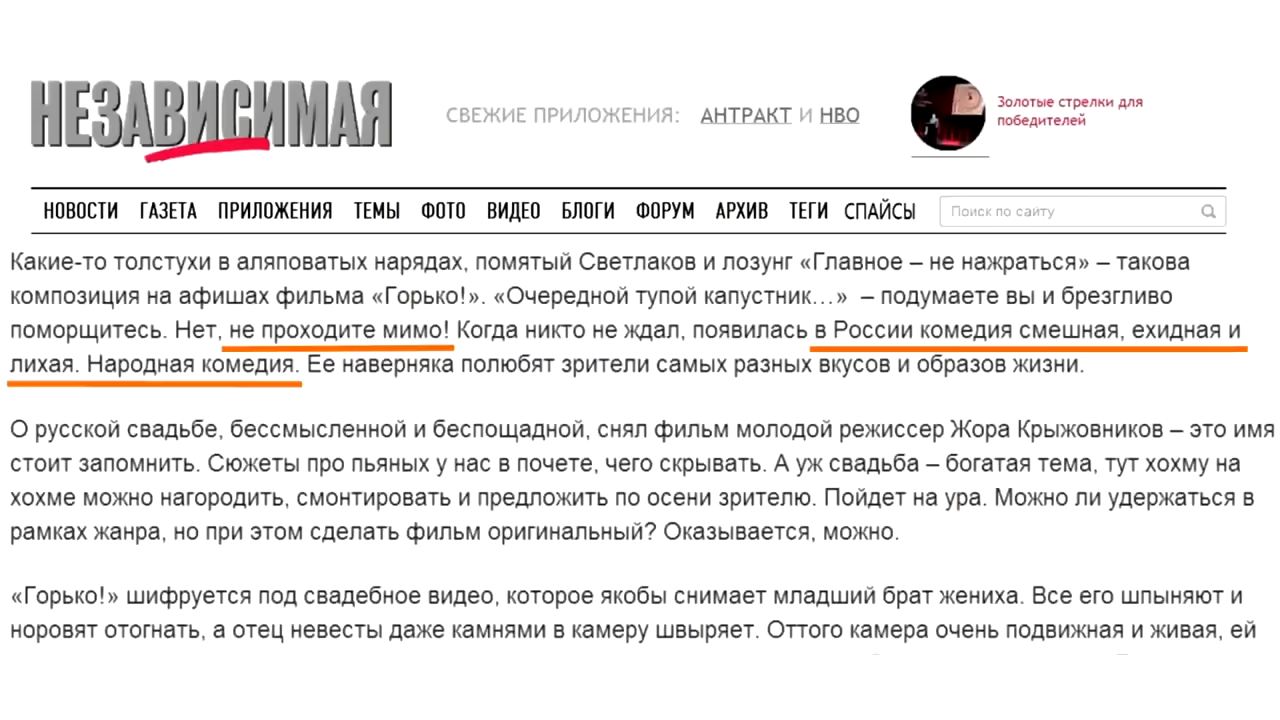 НЕЗАВИСИМАЯ
СВЕЖИЕ ПРИЛОЖЕНИЯ: АНТРАКТ И НВО
Золотые стрелки для
победителей
НОВОСТИ ГАЗЕТА ПРИЛОЖЕНИЯ ТЕМЫ ФОТО ВИДЕО БЛОГИ ФОРУМ АРХИВ ТЕГИ СПАЙСЫ Поиск по сайту
Какие-то толстухи в аляповатых нарядах, помятый Светлаков и лозунг «Главное – не нажраться» – такова
композиция на афишах фильма «Горько!». «Очередной тупой капустник…» – подумаете вы и брезгливо
поморщитесь. Нет, не проходите мимо! Когда никто не ждал, появилась в России комедия смешная, ехидная и
лихая. Народная комедия. Ее наверняка полюбят зрители самых разных вкусов и образов жизни.
О русской свадьбе, бессмысленной и беспощадной, снял фильм молодой режиссер Жора Крыжовников – это имя
стоит запомнить. Сюжеты про пьяных у нас в почете, чего скрывать. А уж свадьба – богатая тема, тут хохму на
хохме можно нагородить, смонтировать и предложить по осени зрителю. Пойдет на ура. Можно ли удержаться в
рамках жанра, но при этом сделать фильм оригинальный? Оказывается, можно.
«Горько!» шифруется под свадебное видео, которое якобы снимает младший брат жениха. Все его шпыняют и
норовят отогнать, а отец невесты даже камнями в камеру швыряет. Оттого камера очень подвижная и живая, ей